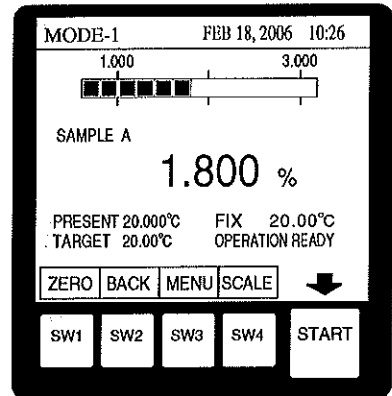 MODE-1 FEB 18, 2006 10:26
1.000 3.000
SAMPLE A
1.800 %
PRESENT 20.000°C FIX 20.00°C
TARGET 20.00°C OPERATION READY
ZERO BACK MENU SCALE
SW1 SW2 SW3 SW4 START